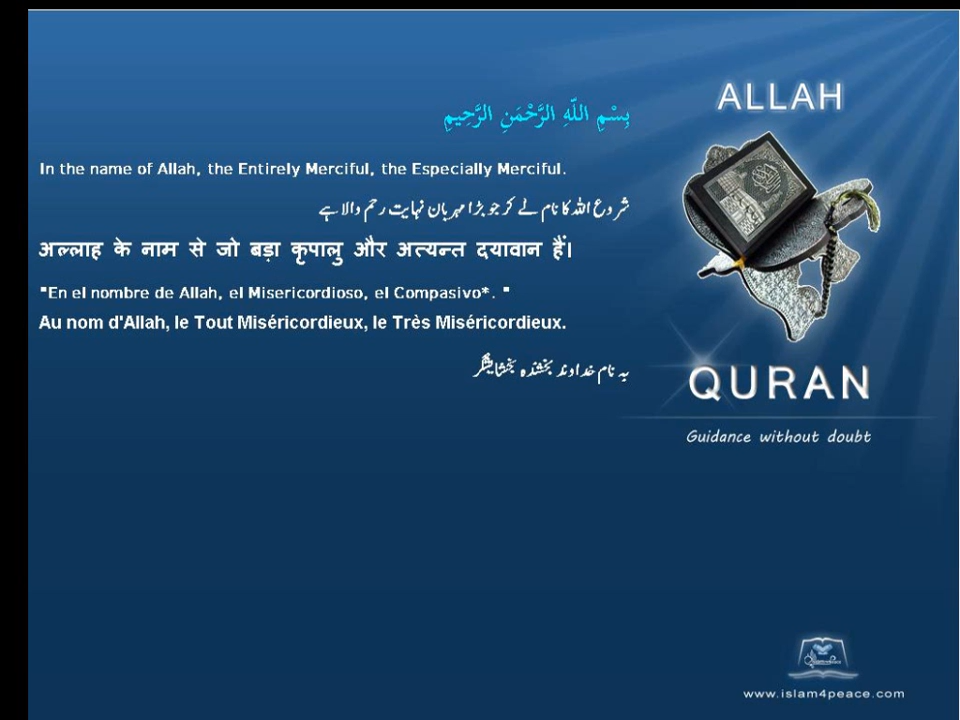 بِسْمِ اللَّهِ الرَّحْمَنِ الرَّحِيمِ
In the name of Allah, the Entirely Merciful, the Especially Merciful.
شروع اللہ کا نام لے کر جو بڑا مہربان نہایت رحم والا ہے
अल्लाह के नाम से जो बड़ा कृपालु और अत्यन्त दयावान हैं।
"En el nombre de Allah, el Misericordioso, el Compasivo*. "
Au nom d'Allah, le Tout Miséricordieux, le Très Miséricordieux.
به نام خداوند بخشنده بخشایشگر
ALLAH
QURAN
Guidance without doubt
www.islam4peace.com